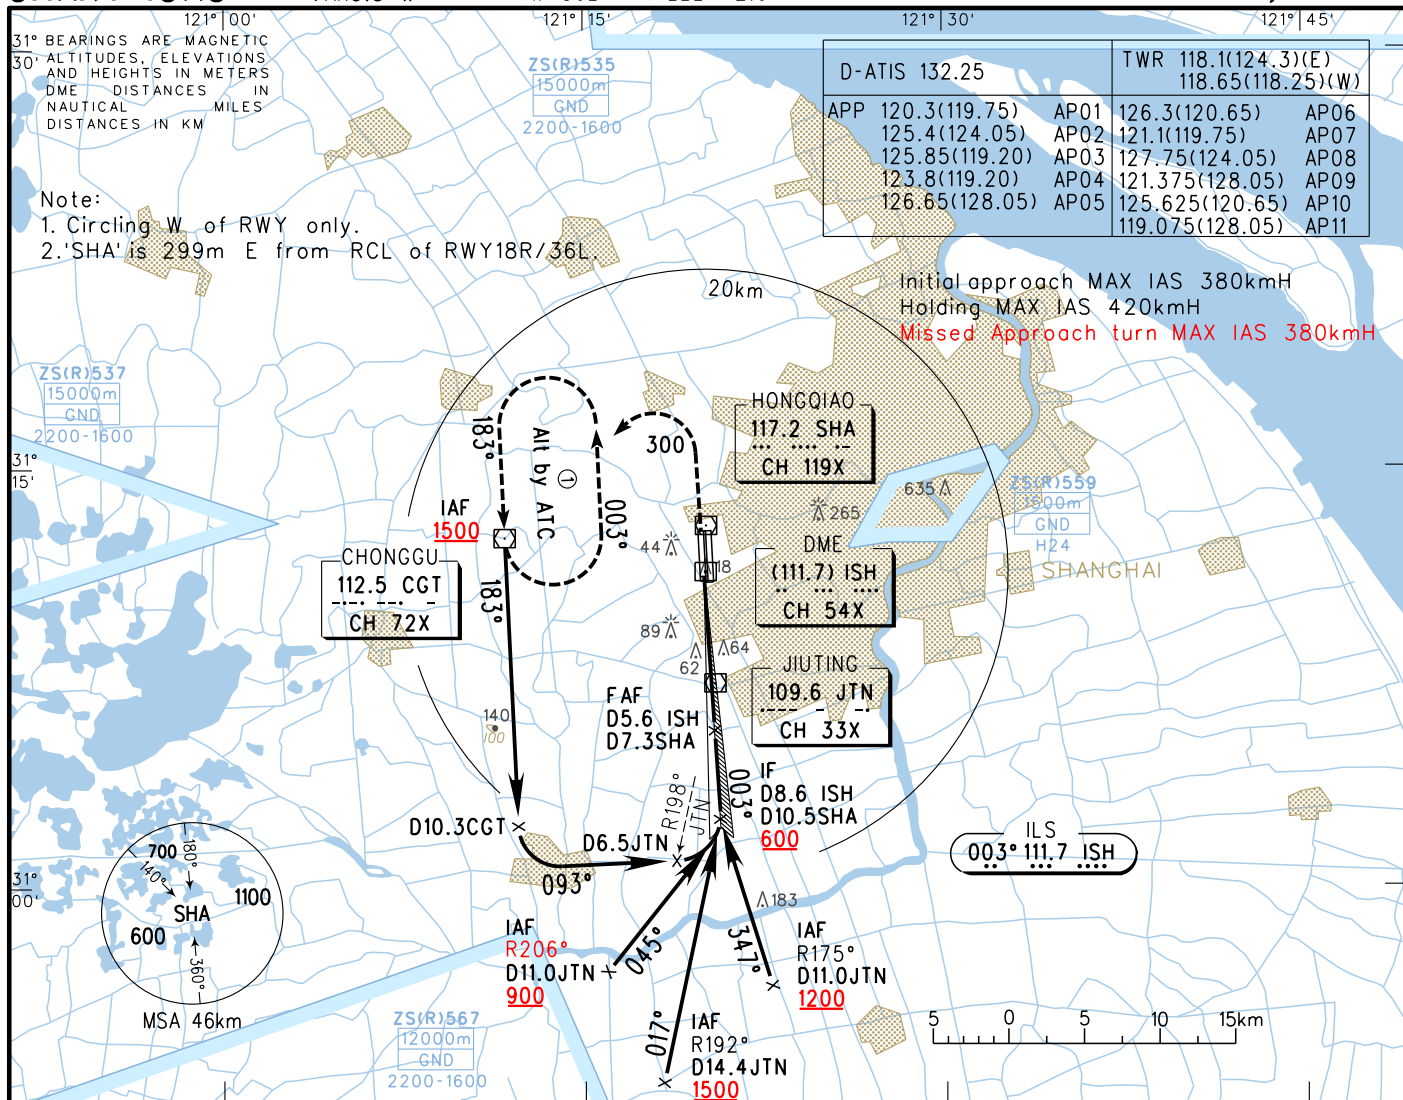 121° 00'
121° 15'
121° 30'
121° 45'
31°
30'
BEARINGS ARE MAGNETIC
ALTITUDES, ELEVATIONS
AND HEIGHTS IN METERS
DME DISTANCES IN
NAUTICAL MILES
DISTANCES IN KM
ZS(R)535
15000m
GND
2200-1600
D-ATIS 132.25
TWR 118.1(124.3)(E)
118.65(118.25)(W)
APP 120.3(119.75) AP01
125.4(124.05) AP02
125.85(119.20) AP03
123.8(119.20) AP04
126.65(128.05) AP05
126.3(120.65) AP06
121.1(119.75) AP07
127.75(124.05) AP08
121.375(128.05) AP09
125.625(120.65) AP10
119.075(128.05) AP11
Note:
1. Circling W of RWY only.
2.'SHA' is 299m E from RCL of RWY18R/36L.
Initial approach MAX IAS 380kmH
Holding MAX IAS 420kmH
Missed Approach turn MAX IAS 380kmH
20km
ZS(R)537
15000m
GND
2200-1600
183°
Alt by ATC
①
003°
300
HONGQIAO
117.2 SHA
CH 119X
31°
15'
635
265
ZS(R)559
1500m
GND
H24
IAF
1500
44
18
CHONGGU
112.5 CGT
CH 72X
183°
DME
(111.7) ISH
CH 54X
SHANGHAI
89
62
64
JIUTING
109.6 JTN
CH 33X
FAF
D5.6 ISH
D7.3SHA
140
100
003°
IF
D8.6 ISH
D10.5SHA
600
R198°
JTN
D10.3CGT
D6.5JTN
093°
ILS
003° 111.7 ISH
31°
00'
700
140°
180°
1100
SHA
600
360°
MSA 46km
183
IAF
R206°
D11.0JTN
900
045°
347°
IAF
R175°
D11.0JTN
1200
017°
IAF
R192°
D14.4JTN
1500
ZS(R)567
12000m
GND
2200-1600
5 0 5 10 15km